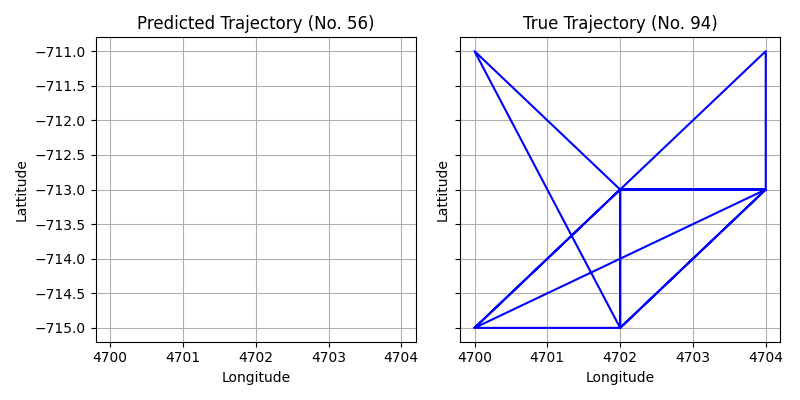 Predicted Trajectory (No. 56)
−711.0
−711.5
−712.0
−712.5
−713.0
−713.5
−714.0
−714.5
−715.0
Lattitude
4700 4701 4702 4703 4704
Longitude
True Trajectory (No. 94)
Lattitude
4700 4701 4702 4703 4704
Longitude